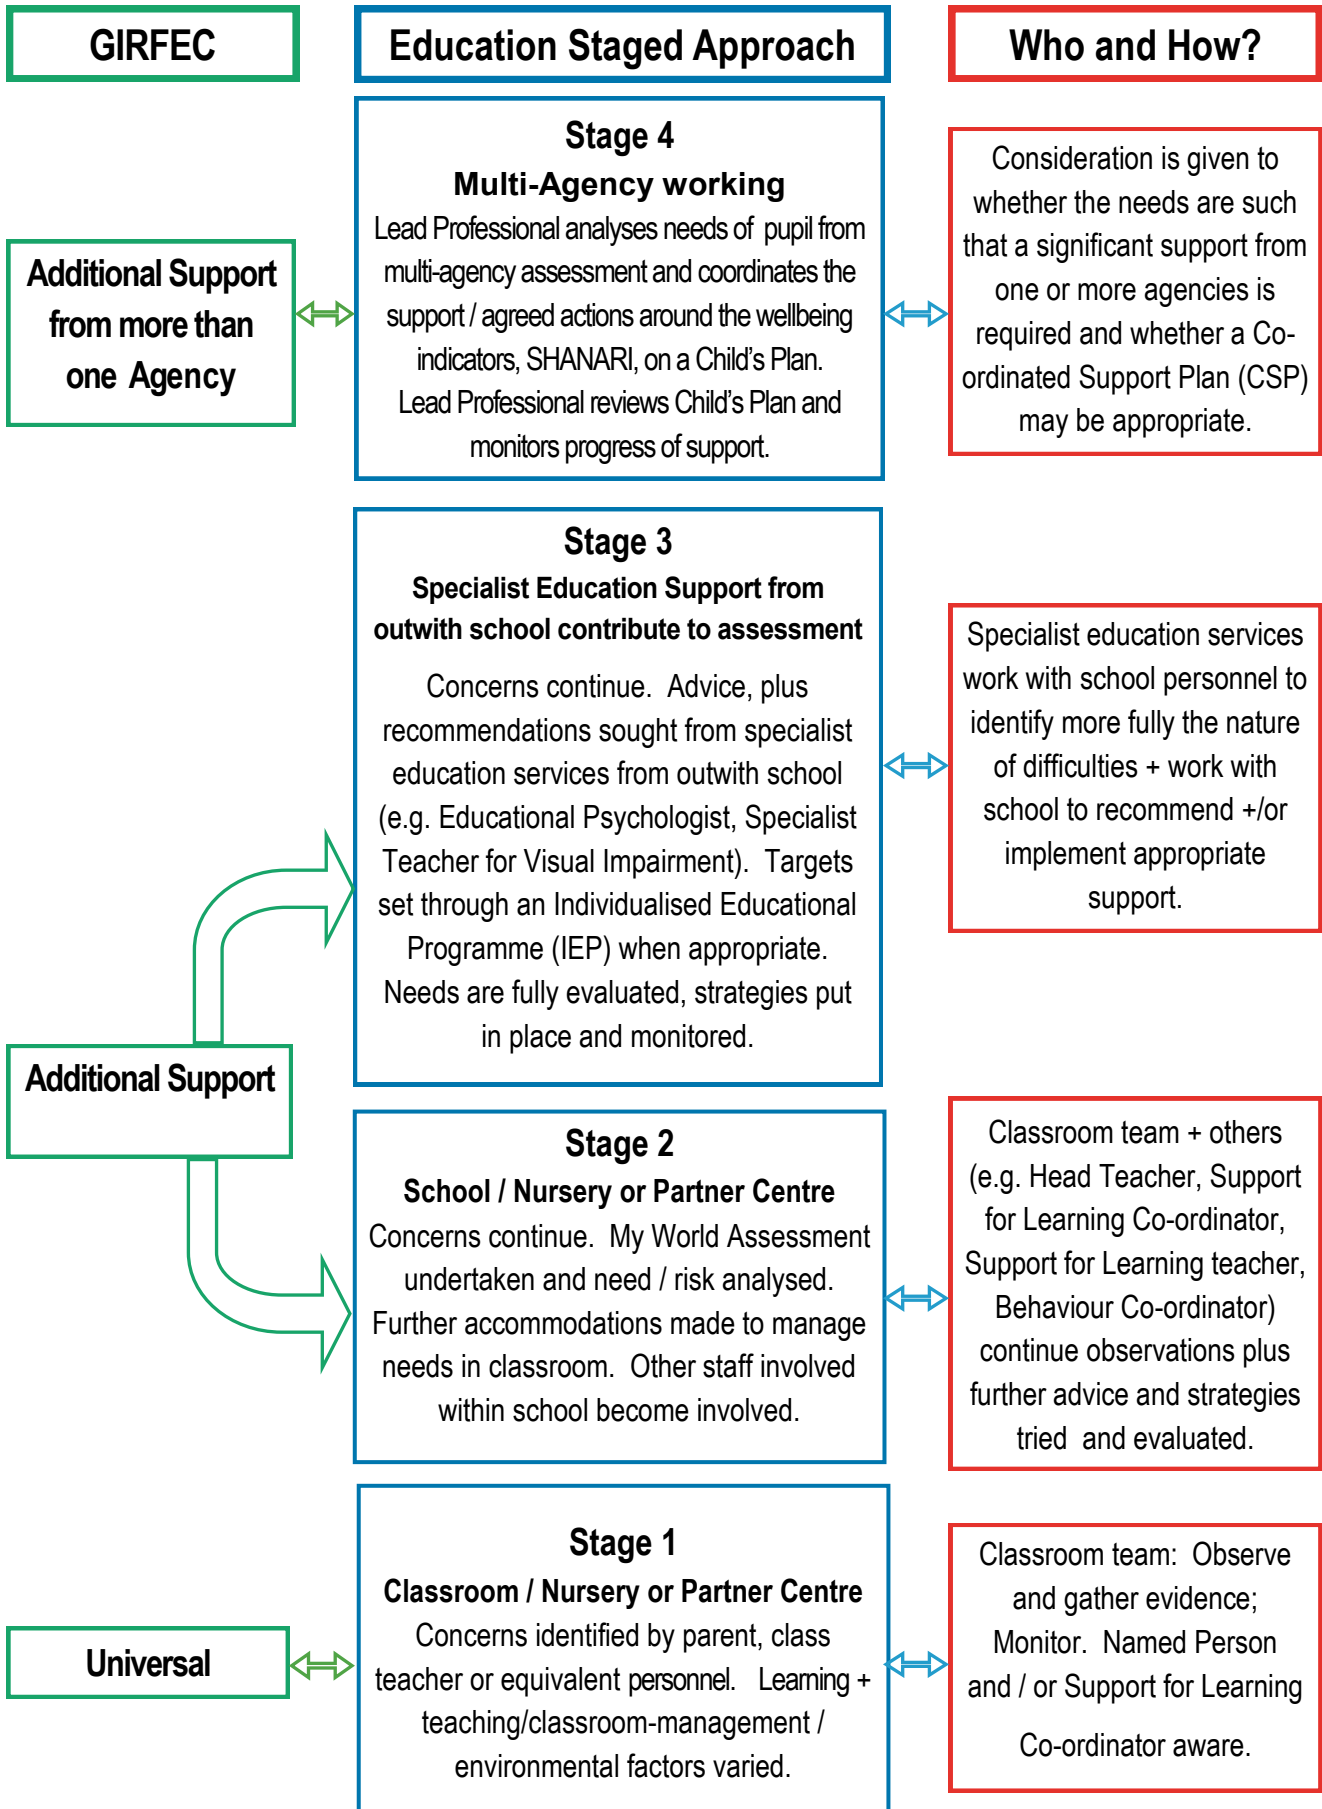 GIRFEC
Education Staged Approach
Who and How?
Additional Support
from more than
one Agency
Stage 4
Multi-Agency working
Lead Professional analyses needs of pupil from
multi-agency assessment and coordinates the
support / agreed actions around the wellbeing
indicators, SHANARI, on a Child's Plan.
Lead Professional reviews Child's Plan and
monitors progress of support.
Consideration is given to
whether the needs are such
that a significant support from
one or more agencies is
required and whether a Co-
ordinated Support Plan (CSP)
may be appropriate.
Stage 3
Specialist Education Support from
outwith school contribute to assessment
Concerns continue. Advice, plus
recommendations sought from specialist
education services from outwith school
(e.g. Educational Psychologist, Specialist
Teacher for Visual Impairment). Targets
set through an Individualised Educational
Programme (IEP) when appropriate.
Needs are fully evaluated, strategies put
in place and monitored.
Specialist education services
work with school personnel to
identify more fully the nature
of difficulties + work with
school to recommend +/or
implement appropriate
support.
Additional Support
Stage 2
School / Nursery or Partner Centre
Concerns continue. My World Assessment
undertaken and need / risk analysed.
Further accommodations made to manage
needs in classroom. Other staff involved
within school become involved.
Classroom team + others
(e.g. Head Teacher, Support
for Learning Co-ordinator,
Support for Learning teacher,
Behaviour Co-ordinator)
continue observations plus
further advice and strategies
tried and evaluated.
Universal
Stage 1
Classroom / Nursery or Partner Centre
Concerns identified by parent, class
teacher or equivalent personnel. Learning +
teaching/classroom-management /
environmental factors varied.
Classroom team: Observe
and gather evidence;
Monitor. Named Person
and / or Support for Learning
Co-ordinator aware.